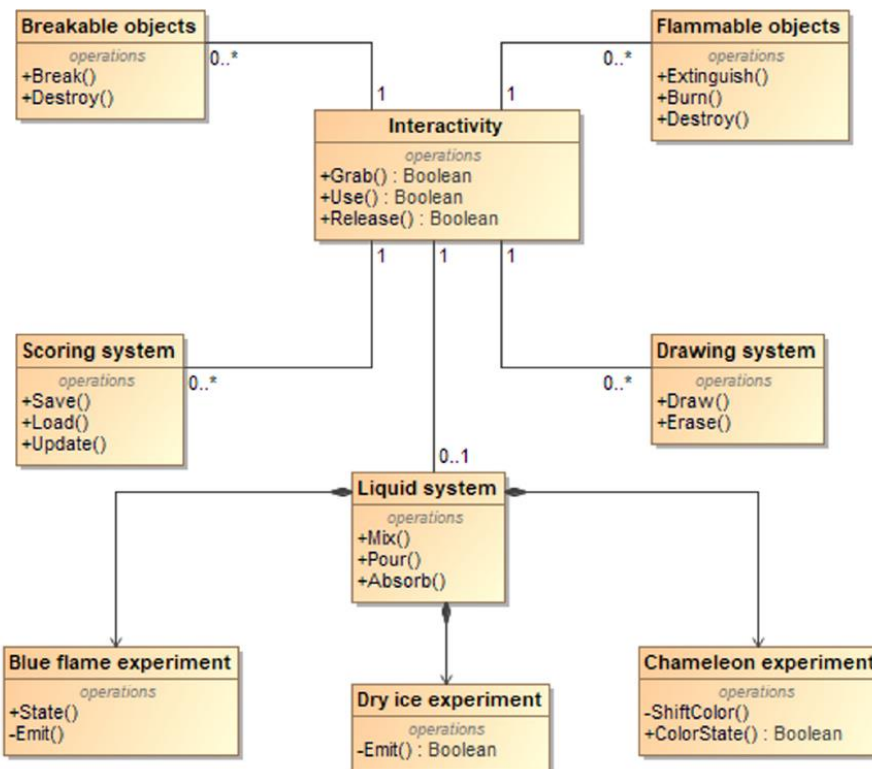 Breakable objects
operations
+Break()
+Destroy()
0..*
1
Flammable objects
operations
+Extinguish()
+Burn()
+Destroy()
0..*
1
Interactivity
operations
+Grab() : Boolean
+Use() : Boolean
+Release() : Boolean
1
1
1
Scoring system
operations
+Save()
+Load()
+Update()
0..*
Drawing system
operations
+Draw()
+Erase()
0..*
0..1
Liquid system
operations
+Mix()
+Pour()
+Absorb()
Blue flame experiment
operations
+State()
-Emit()
Dry ice experiment
operations
-Emit() : Boolean
Chameleon experiment
operations
-ShiftColor()
+ColorState() : Boolean